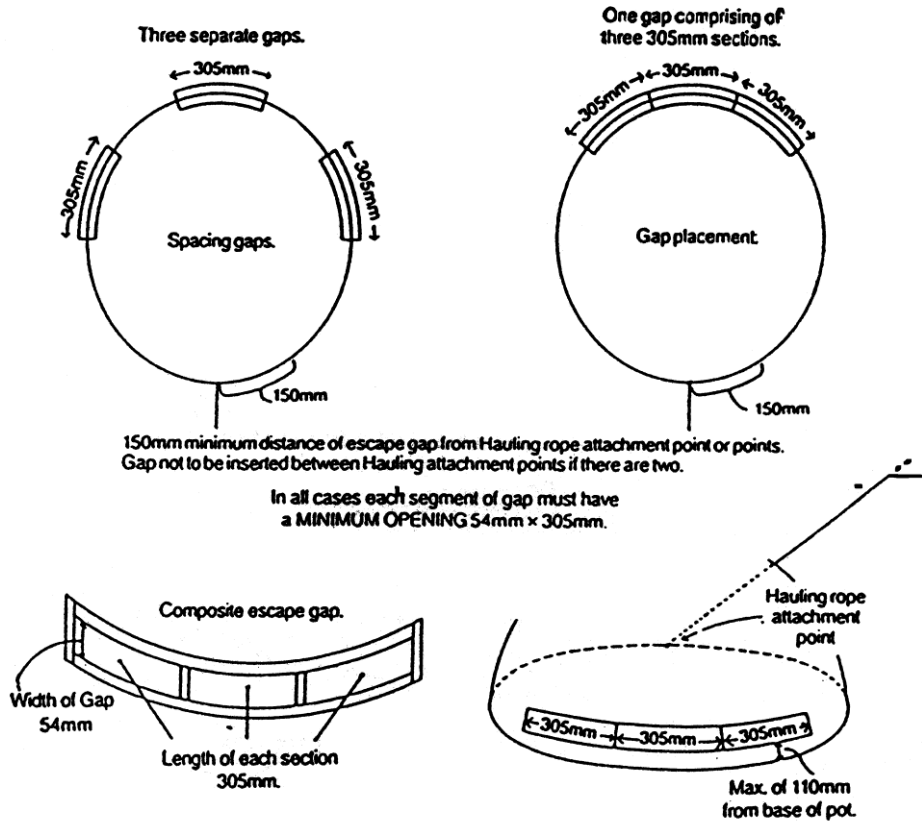 Three separate gaps.
305mm
305mm
305mm
Spacing gaps.
150mm
One gap comprising of
three 305mm sections.
305mm
305mm
305mm
Gap placement.
150mm
150mm minimum distance of escape gap from Hauling rope attachment point or points.
Gap not to be inserted between Hauling attachment points if there are two.
In all cases each segment of gap must have
a MINIMUM OPENING 54mm × 305mm.
Composite escape gap.
Width of Gap
54mm
Length of each section
305mm.
Hauling rope
attachment
point
305mm
305mm
305mm
Max. of 110mm
from base of pot.